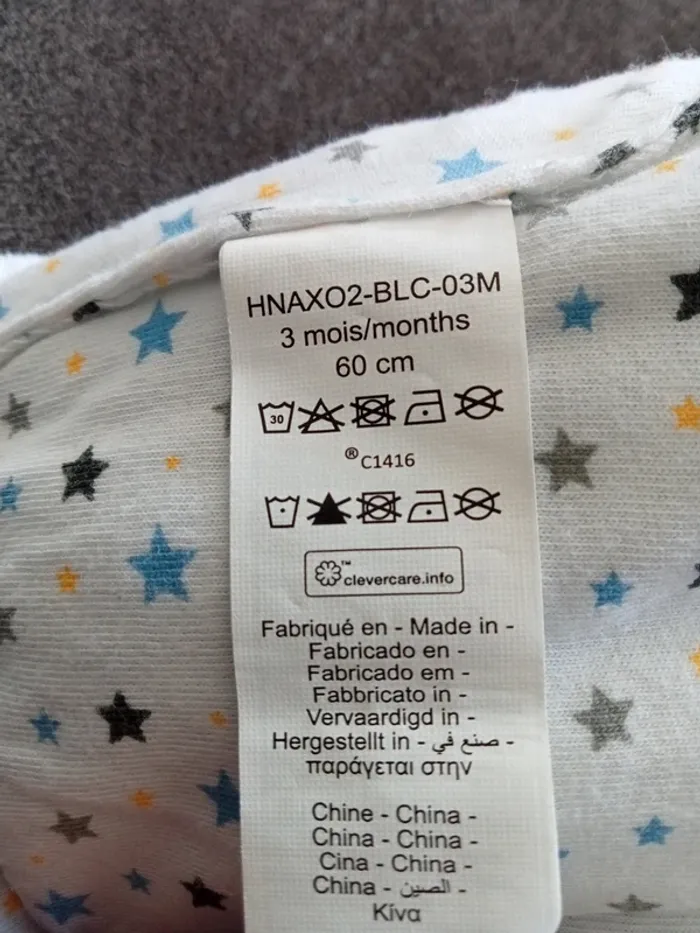 HNAXO2-BLC-03M
3 mois/months
60 cm
30
®C1416
™
clevercare.info
Fabriqué en - Made in -
Fabricado en -
Fabricado em -
Fabbricato in -
Vervaardigd in -
Hergestellt in - صنع في -
παράγεται στην
Chine - China -
China - China -
Cina - China -
China - الصين -
Κίνα